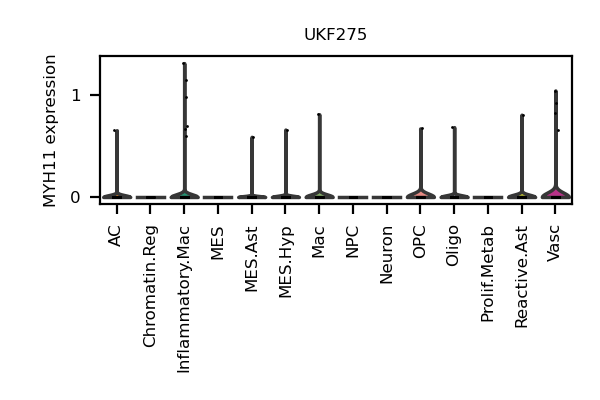 UKF275
MYH11 expression
1
0
AC
Chromatin.Reg
Inflammatory.Mac
MES
MES.Ast
MES.Hyp
Mac
NPC
Neuron
OPC
Oligo
Prolif.Metab
Reactive.Ast
Vasc